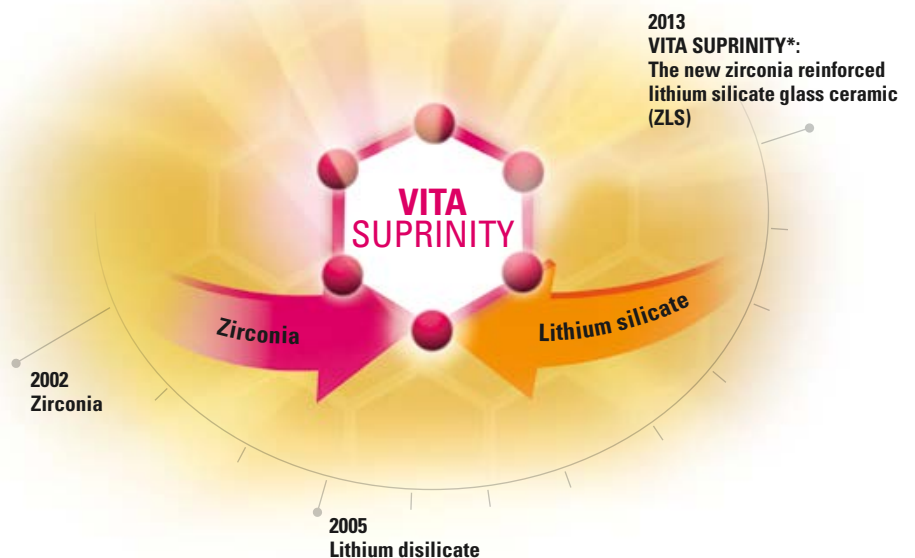 2013
VITA SUPRINITY*:
The new zirconia reinforced
lithium silicate glass ceramic
(ZLS)
VITA
SUPRINITY
Zirconia
Lithium silicate
2002
Zirconia
2005
Lithium disilicate